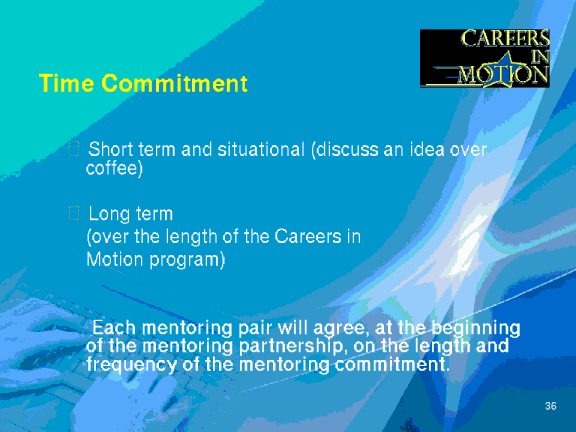 CAREERS
IN
MOTION
Time Commitment
Short term and situational (discuss an idea over
coffee)
Long term
(over the length of the Careers in
Motion program)
Each mentoring pair will agree, at the beginning
of the mentoring partnership, on the length and
frequency of the mentoring commitment.
36